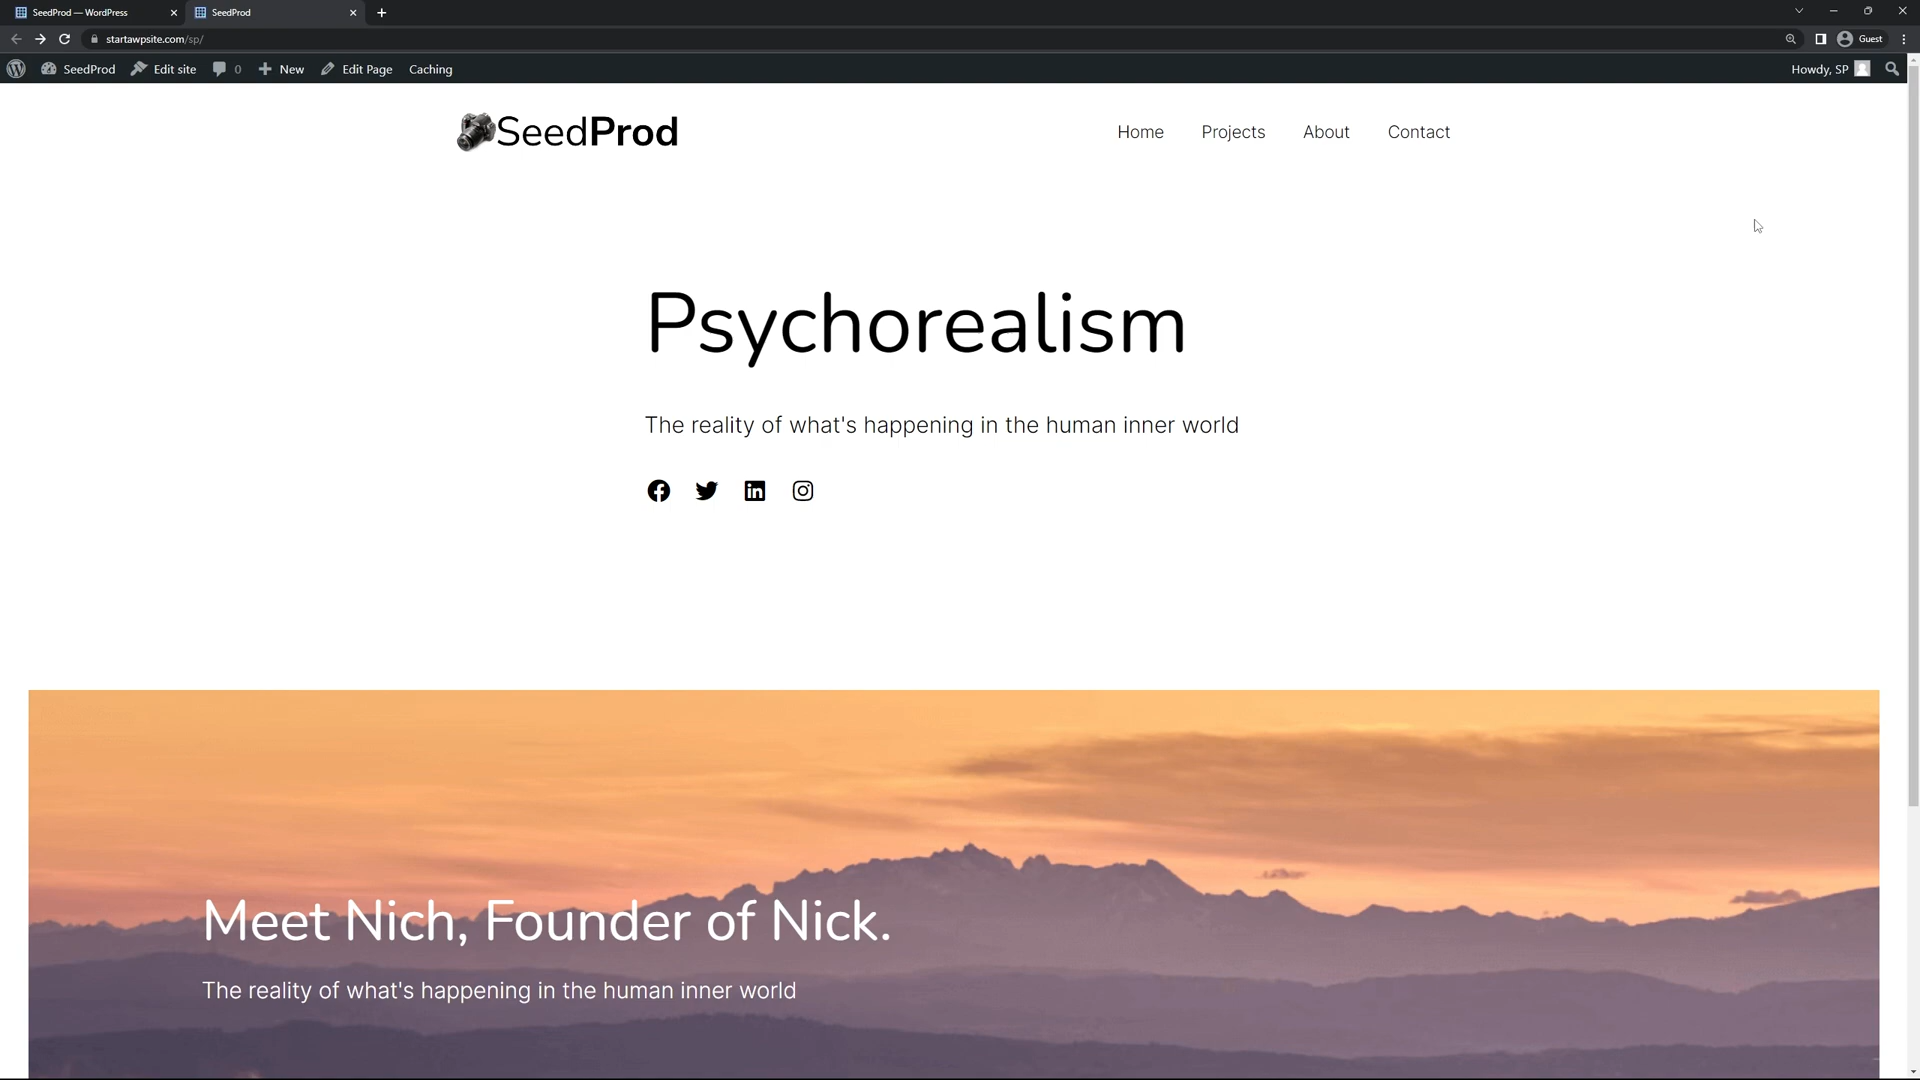 SeedProd — WordPress
SeedProd
startawpsite.com/sp/
Guest
SeedProd
Edit site
0
New
Edit Page
Caching
Howdy, SP
SeedProd
Home
Projects
About
Contact
Psychorealism
The reality of what's happening in the human inner world
Meet Nich, Founder of Nick.
The reality of what's happening in the human inner world